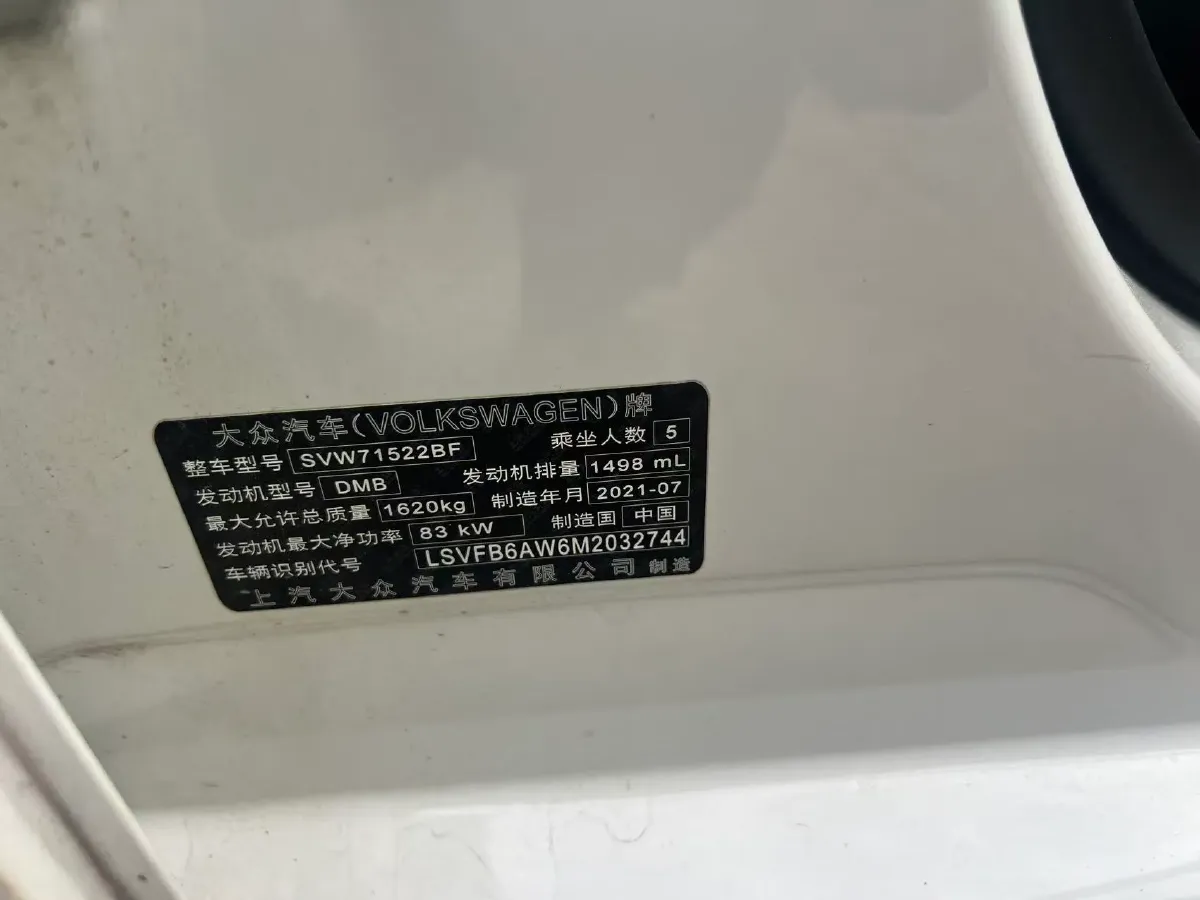 大众汽车(VOLKSWAGEN)牌
整车型号 SVW71522BF 乘坐人数 5
发动机型号 DMB 发动机排量 1498 mL
最大允许总质量 1620kg 制造年月 2021-07
发动机最大净功率 83 kW 制造国 中国
车辆识别代号 LSVFB6AW6M2032744
上汽大众汽车有限公司 制造